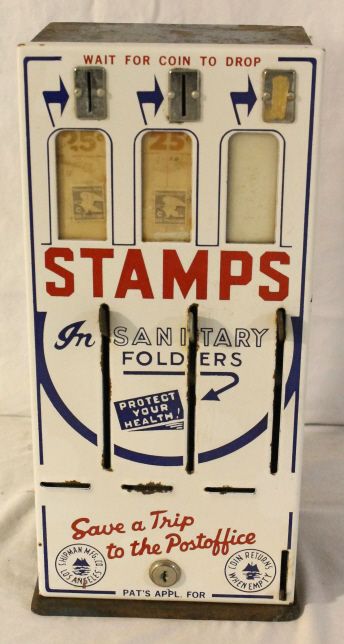 WAIT FOR COIN TO DROP
25¢ 25¢
STAMPS
In SANITARY
FOLDERS
PROTECT
YOUR
HEALTH!
Save a Trip
to the Postoffice
SHIPMAN MFG. CO.
LOS ANGELES
COIN RETURNS
WHEN EMPTY
PAT'S APPL. FOR